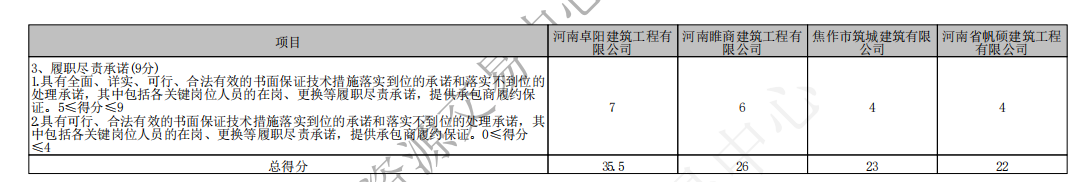 项目 河南卓阳建筑工程有限公司 河南睢商建筑工程有限公司 焦作市筑城建筑有限公司 河南省帆硕建筑工程有限公司
3、履职尽责承诺(9分)
1.具有全面、详实、可行、合法有效的书面保证技术措施落实到位的承诺和落实不到位的
处理承诺，其中包括各关键岗位人员的在岗、更换等履职尽责承诺，提供承包商履约保
证。5≤得分≤9
2.具有可行、合法有效的书面保证技术措施落实到位的承诺和落实不到位的处理承诺，其
中包括各关键岗位人员的在岗、更换等履职尽责承诺，提供承包商履约保证。0≤得分
≤4
7 6 4 4
总得分 35.5 26 23 22
资源交易中心
中心